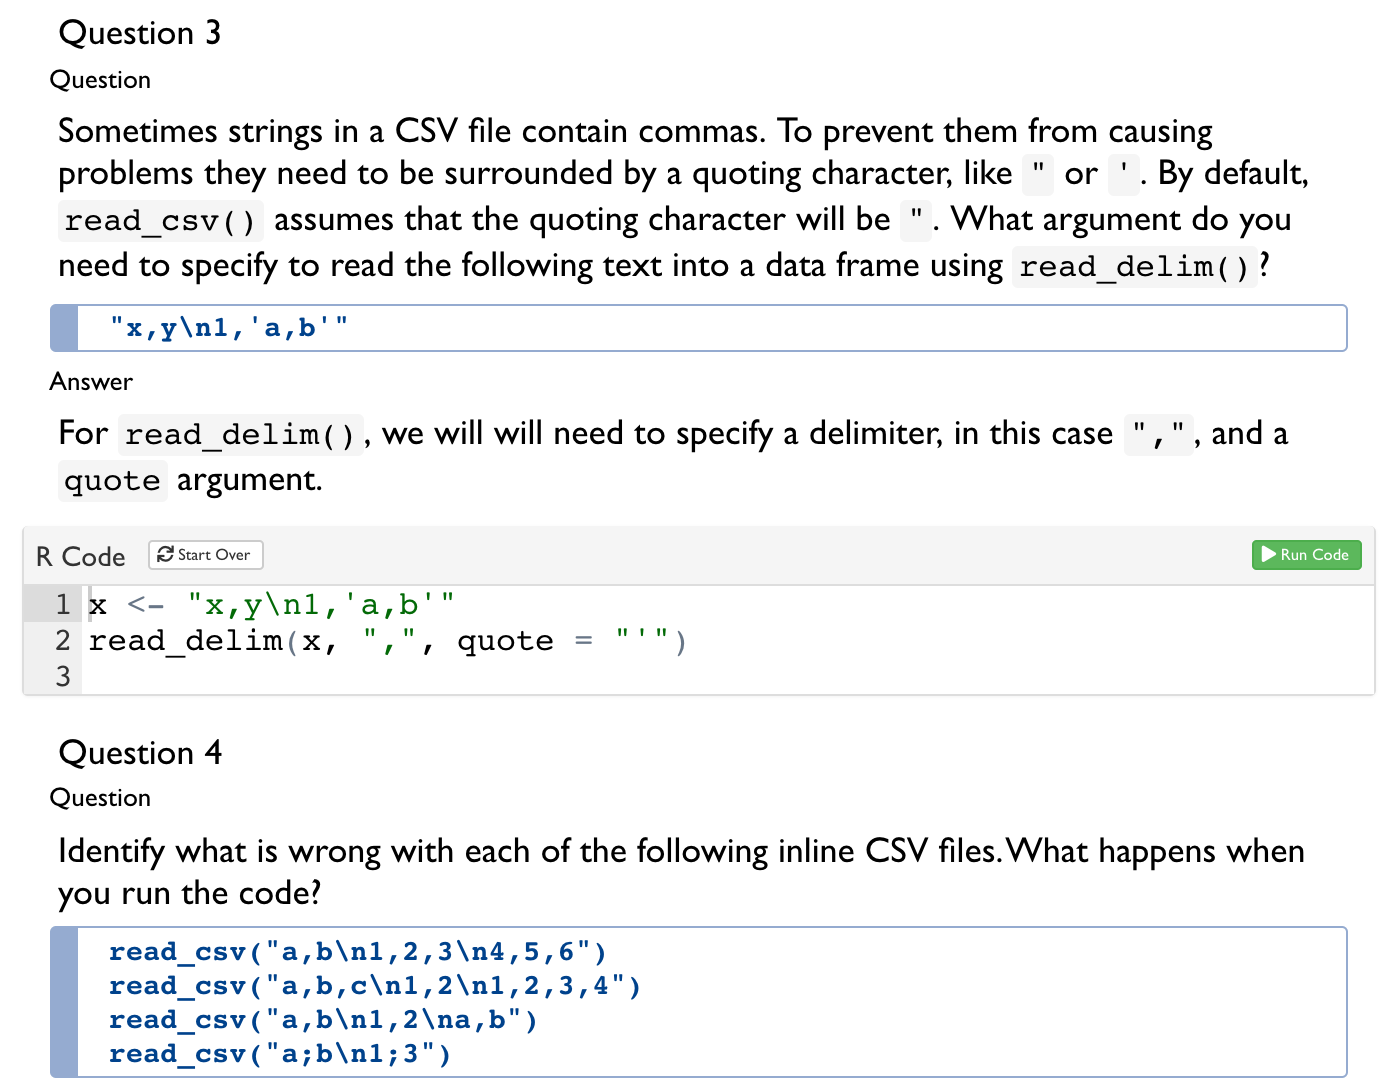 Question 3
Question
Sometimes strings in a CSV file contain commas. To prevent them from causing
problems they need to be surrounded by a quoting character, like " or '. By default,
read_csv() assumes that the quoting character will be ". What argument do you
need to specify to read the following text into a data frame using read_delim()?
"x,y\n1,'a,b'"
Answer
For read_delim(), we will will need to specify a delimiter, in this case ",", and a
quote argument.
R Code Start Over Run Code
1 x <- "x,y\n1,'a,b'"
2 read_delim(x, ",", quote = "'")
3
Question 4
Question
Identify what is wrong with each of the following inline CSV files. What happens when
you run the code?
read_csv("a,b\n1,2,3\n4,5,6")
read_csv("a,b,c\n1,2\n1,2,3,4")
read_csv("a,b\n1,2\na,b")
read_csv("a;b\n1;3")